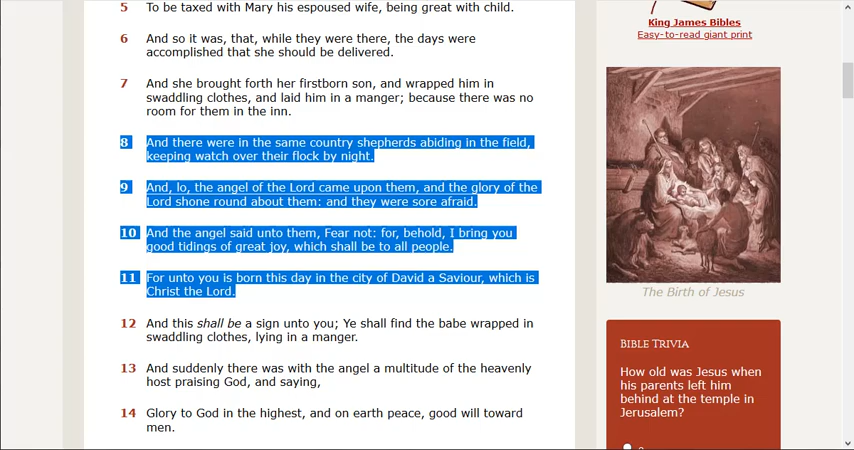 5 To be taxed with Mary his espoused wife, being great with child.
6 And so it was, that, while they were there, the days were
accomplished that she should be delivered.
7 And she brought forth her firstborn son, and wrapped him in
swaddling clothes, and laid him in a manger; because there was no
room for them in the inn.
8 And there were in the same country shepherds abiding in the field,
keeping watch over their flock by night.
9 And, lo, the angel of the Lord came upon them, and the glory of the
Lord shone round about them: and they were sore afraid.
10 And the angel said unto them, Fear not: for, behold, I bring you
good tidings of great joy, which shall be to all people.
11 For unto you is born this day in the city of David a Saviour, which is
Christ the Lord.
12 And this shall be a sign unto you; Ye shall find the babe wrapped in
swaddling clothes, lying in a manger.
13 And suddenly there was with the angel a multitude of the heavenly
host praising God, and saying,
14 Glory to God in the highest, and on earth peace, good will toward
men.
King James Bibles
Easy-to-read giant print
The Birth of Jesus
BIBLE TRIVIA
How old was Jesus when
his parents left him
behind at the temple in
Jerusalem?